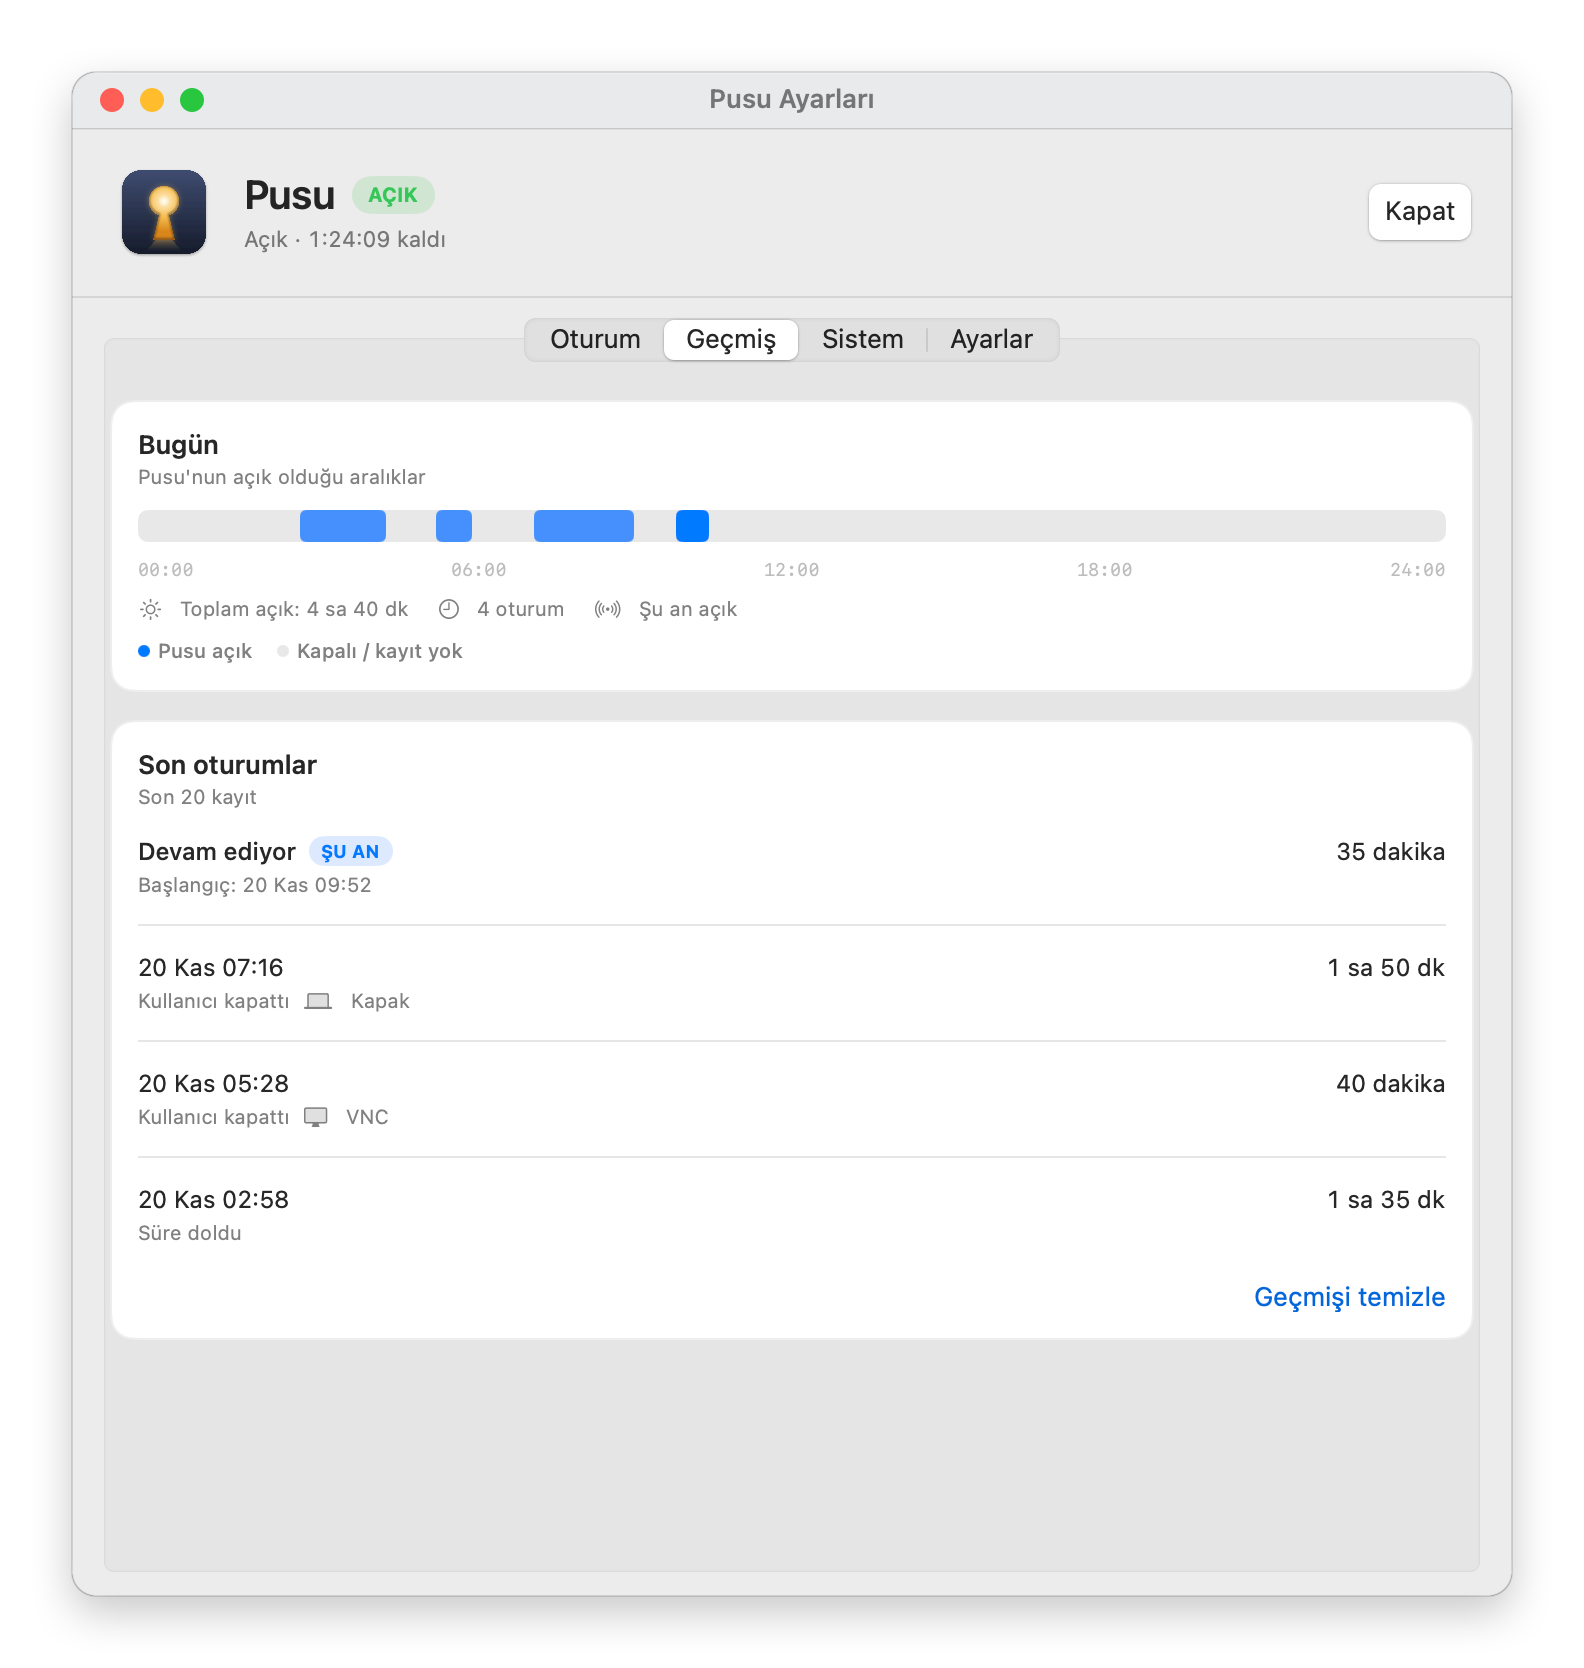 Pusu Ayarları
Pusu AÇIK
Açık · 1:24:09 kaldı
Kapat
Oturum Geçmiş Sistem Ayarlar
Bugün
Pusu'nun açık olduğu aralıklar
00:00 06:00 12:00 18:00 24:00
Toplam açık: 4 sa 40 dk 4 oturum Şu an açık
Pusu açık Kapalı / kayıt yok
Son oturumlar
Son 20 kayıt
Devam ediyor ŞU AN 35 dakika
Başlangıç: 20 Kas 09:52
20 Kas 07:16 1 sa 50 dk
Kullanıcı kapattı Kapak
20 Kas 05:28 40 dakika
Kullanıcı kapattı VNC
20 Kas 02:58 1 sa 35 dk
Süre doldu
Geçmişi temizle